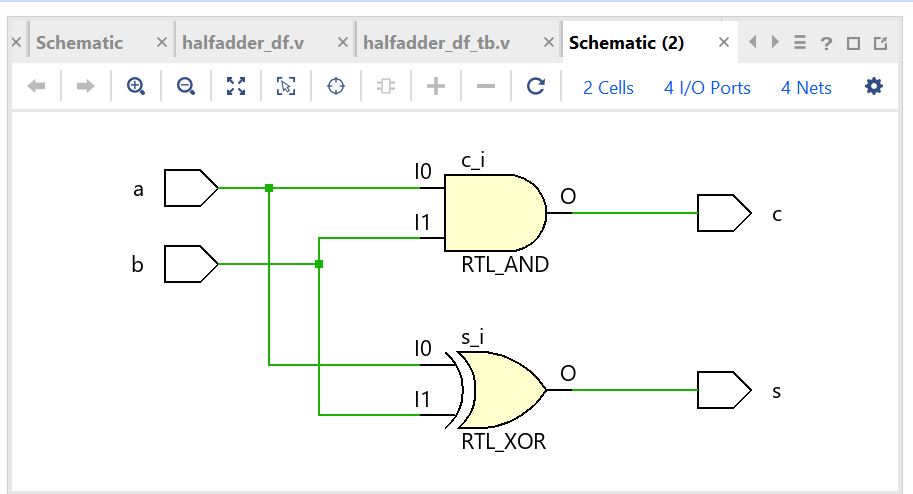 Schematic halfadder_df.v halfadder_df_tb.v Schematic (2)
2 Cells 4 I/O Ports 4 Nets
c_i
a I0 O c
I1
b RTL_AND
s_i
I0 O s
I1
RTL_XOR